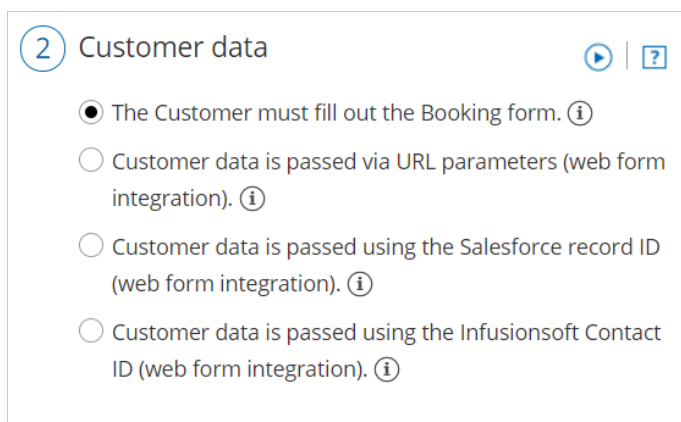 2 Customer data
The Customer must fill out the Booking form.
Customer data is passed via URL parameters (web form
integration).
Customer data is passed using the Salesforce record ID
(web form integration).
Customer data is passed using the Infusionsoft Contact
ID (web form integration).